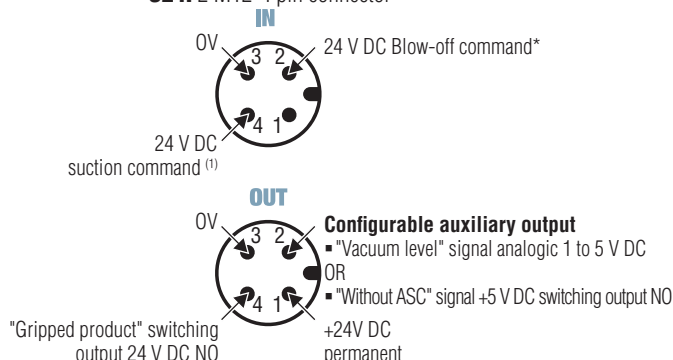 IN
0V
3 2
24 V DC Blow-off command*
4 1
24 V DC
suction command (1)
OUT
0V
3 2
Configurable auxiliary output
▪ "Vacuum level" signal analogic 1 to 5 V DC
OR
▪ "Without ASC" signal +5 V DC switching output NO
4 1
"Gripped product" switching
output 24 V DC NO
+24V DC
permanent